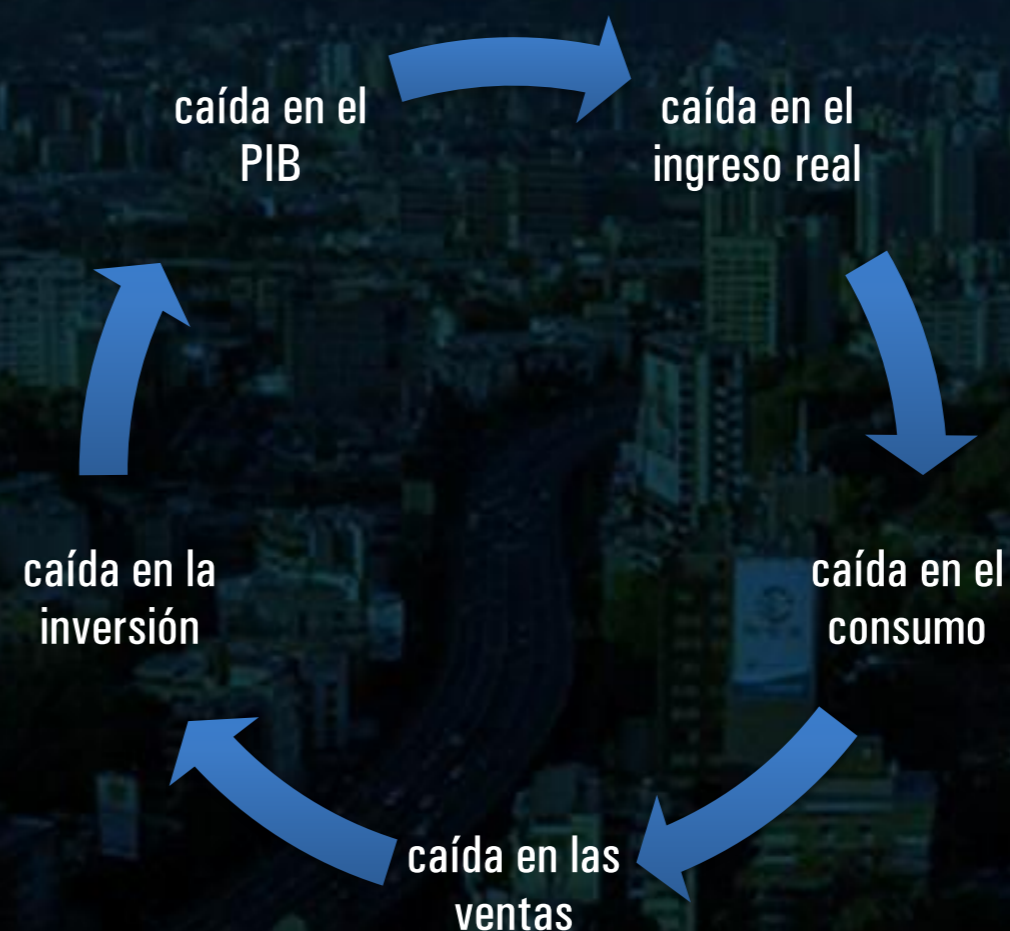 caída en el
PIB
caída en el
ingreso real
caída en el
consumo
caída en las
ventas
caída en la
inversión